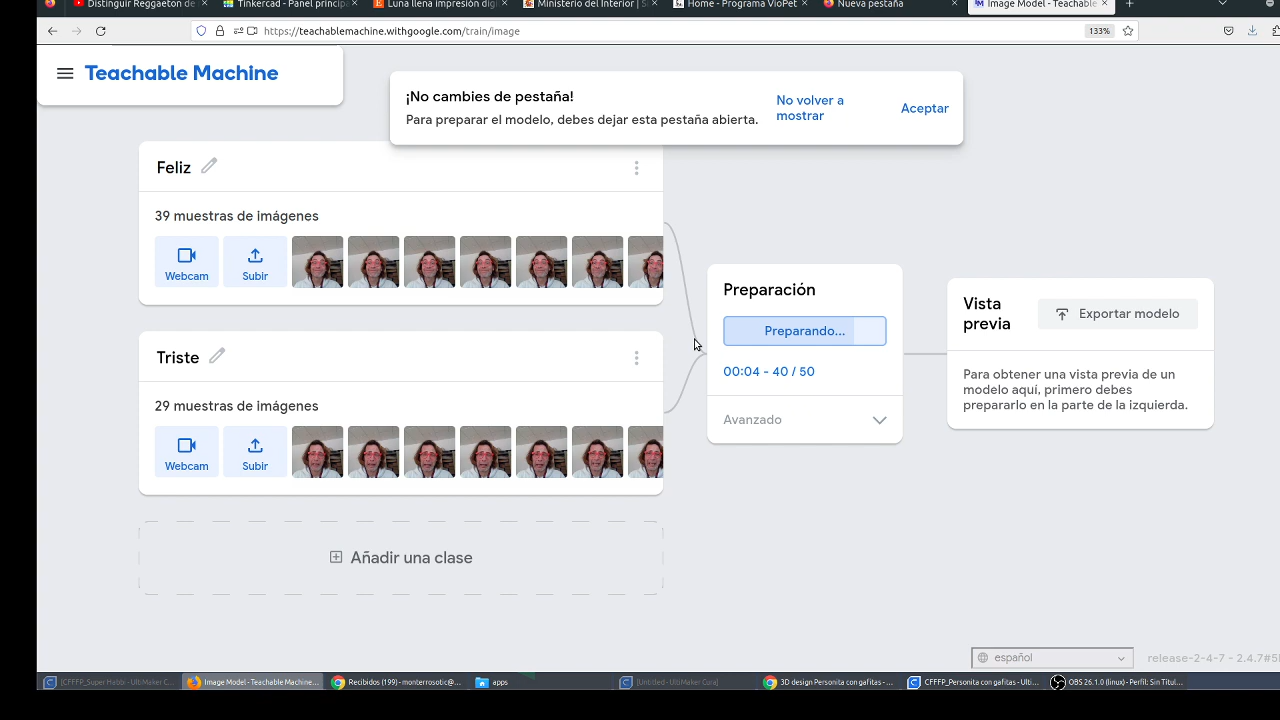 Distinguir Reggaeton de
Tinkercad - Panel princip
Luna llena impresión digi
Ministerio del Interior | S
Home - Programa VioPet
Nueva pestaña
Image Model - Teachable
https://teachablemachine.withgoogle.com/train/image
133%
Teachable Machine
¡No cambies de pestaña!
Para preparar el modelo, debes dejar esta pestaña abierta.
No volver a
mostrar
Aceptar
Feliz
39 muestras de imágenes
Webcam
Subir
Triste
29 muestras de imágenes
Webcam
Subir
Añadir una clase
Preparación
Preparando...
00:04 - 40 / 50
Avanzado
Vista
previa
Exportar modelo
Para obtener una vista previa de un
modelo aquí, primero debes
prepararlo en la parte de la izquierda.
español
release-2-4-7 - 2.4.7#5
[CFFFP_Super Habbi - UltiMaker C...
Image Model - Teachable Machine...
Recibidos (199) - monterrosotic@...
apps
[Untitled - UltiMaker Cura]
3D design Personita con gafitas - ...
CFFFP_Personita con gafitas - Ulti...
OBS 26.1.0 (linux) - Perfil: Sin Títul...